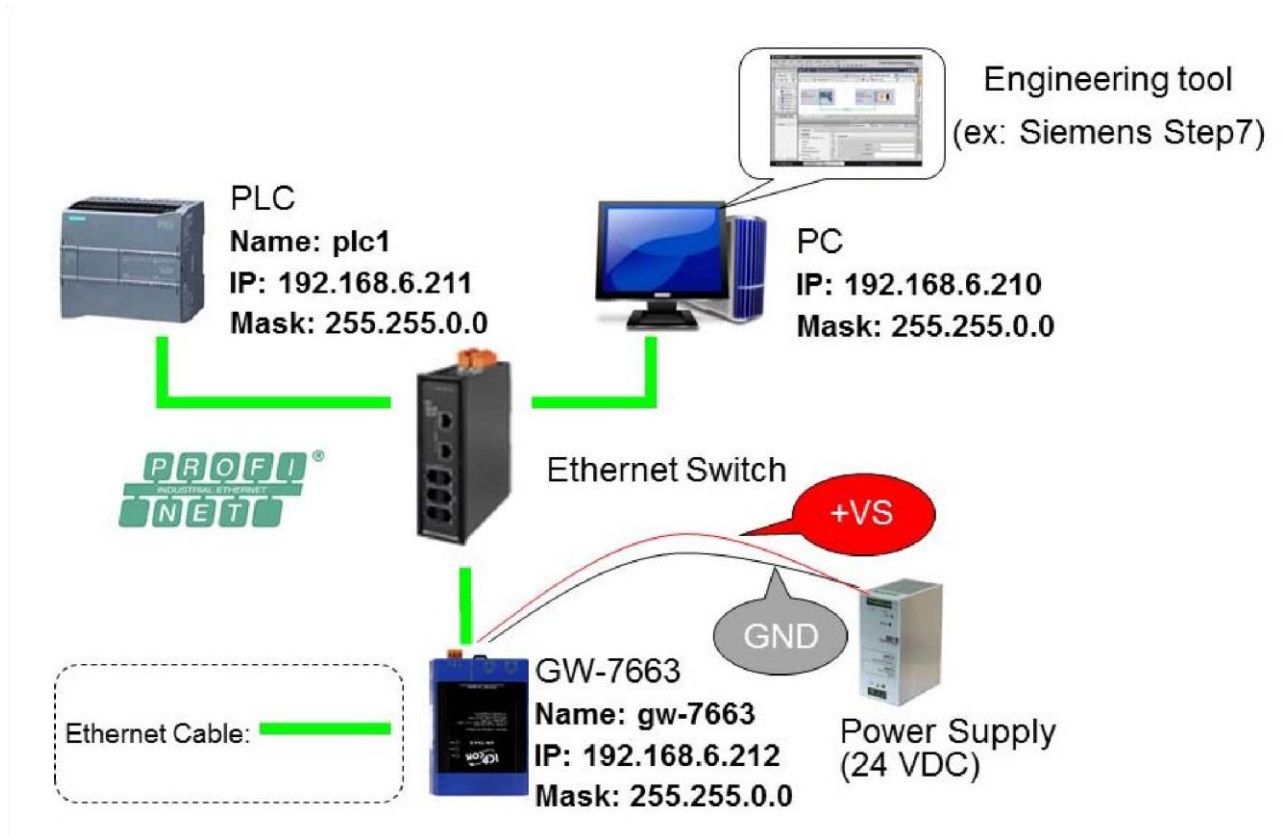 Engineering tool
(ex: Siemens Step7)
PLC
Name: plc1
IP: 192.168.6.211
Mask: 255.255.0.0
PC
IP: 192.168.6.210
Mask: 255.255.0.0
PROFI®
INDUSTRIAL ETHERNET
NET
Ethernet Switch
+VS
GND
GW-7663
Name: gw-7663
IP: 192.168.6.212
Mask: 255.255.0.0
Ethernet Cable:
Power Supply
(24 VDC)